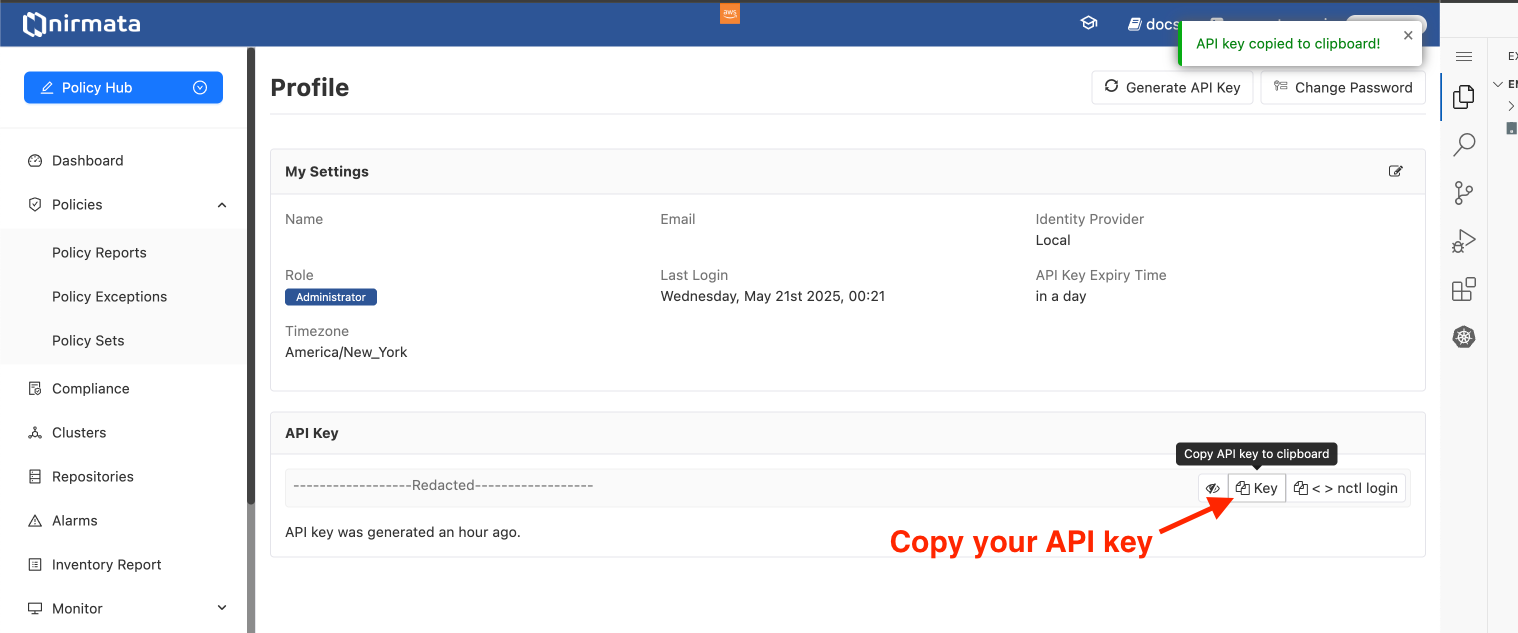 nirmata
aws
docs
API key copied to clipboard!
Policy Hub
Profile
Generate API Key
Change Password
Dashboard
Policies
Policy Reports
Policy Exceptions
Policy Sets
Compliance
Clusters
Repositories
Alarms
Inventory Report
Monitor
My Settings
Name
Email
Identity Provider
Local
Role
Last Login
API Key Expiry Time
Administrator
Wednesday, May 21st 2025, 00:21
in a day
Timezone
America/New_York
API Key
Copy API key to clipboard
------------------Redacted------------------
Key
< > nctl login
API key was generated an hour ago.
Copy your API key